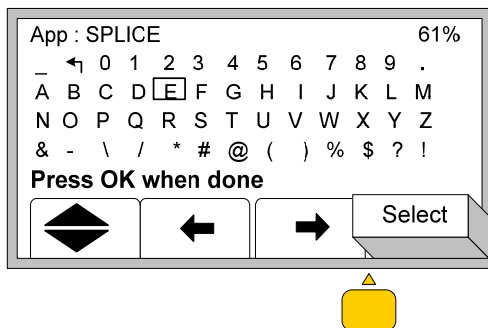 App : SPLICE 61%
_ ↰ 0 1 2 3 4 5 6 7 8 9 .
A B C D E F G H I J K L M
N O P Q R S T U V W X Y Z
& - \ / * # @ ( ) % $ ? !
Press OK when done
Select